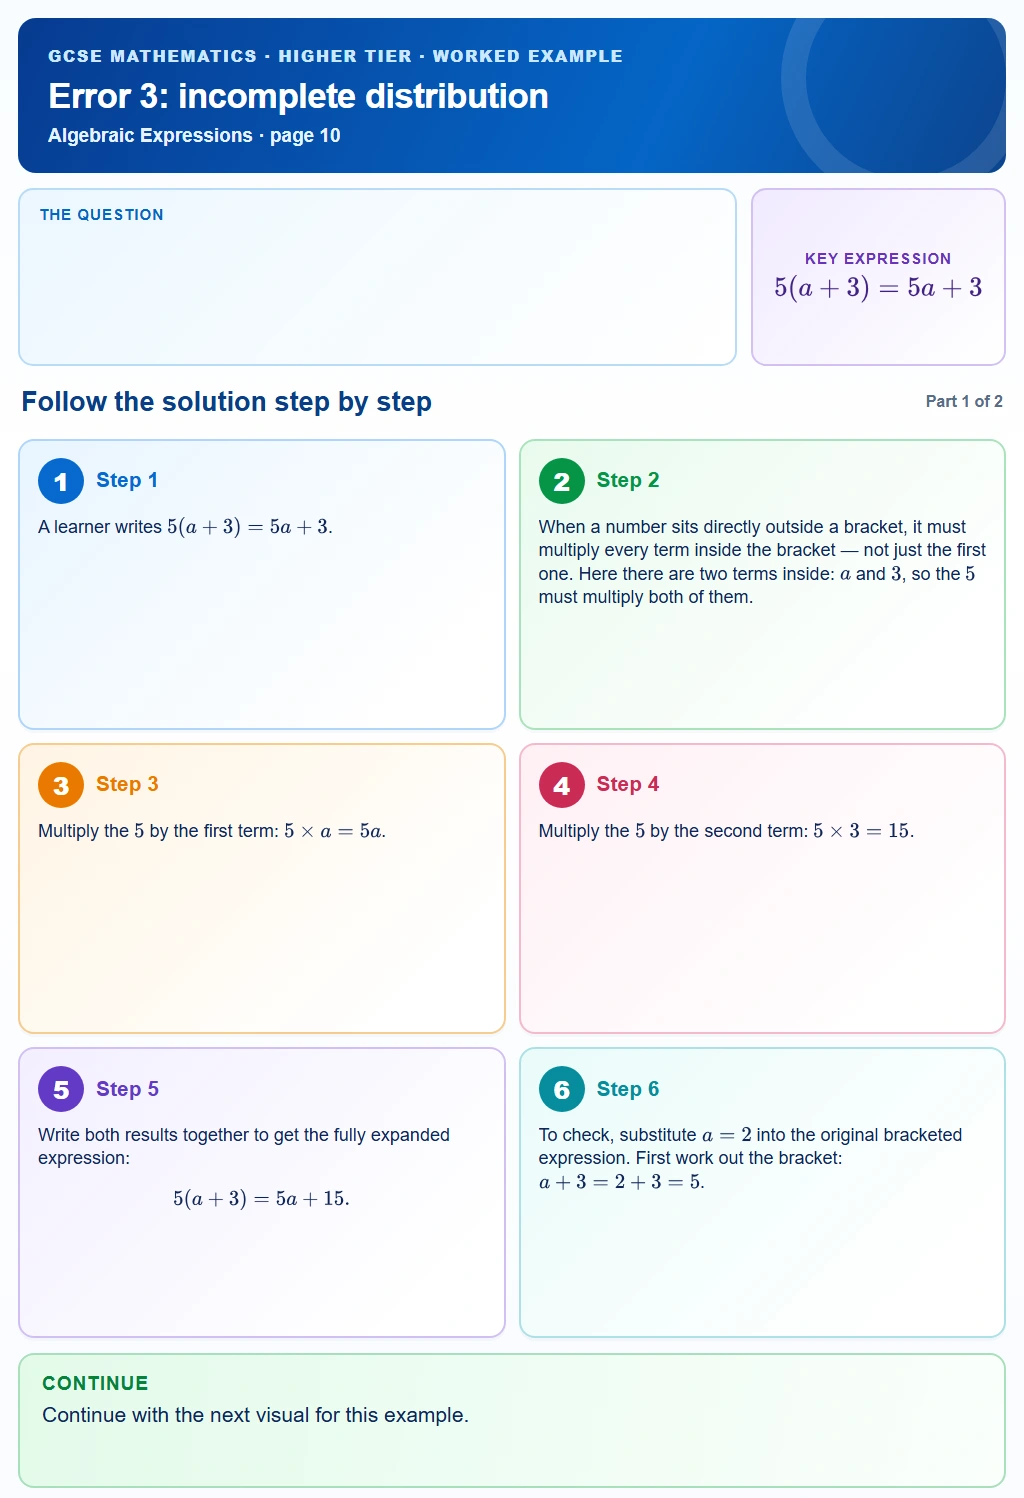 GCSE MATHEMATICS · HIGHER TIER · WORKED EXAMPLE
Error 3: incomplete distribution
Algebraic Expressions · page 10
THE QUESTION
KEY EXPRESSION
5(a + 3) = 5a + 3
Follow the solution step by step
Part 1 of 2
1 Step 1
A learner writes 5(a + 3) = 5a + 3.
2 Step 2
When a number sits directly outside a bracket, it must
multiply every term inside the bracket — not just the first
one. Here there are two terms inside: a and 3, so the 5
must multiply both of them.
3 Step 3
Multiply the 5 by the first term: 5 × a = 5a.
4 Step 4
Multiply the 5 by the second term: 5 × 3 = 15.
5 Step 5
Write both results together to get the fully expanded
expression:
5(a + 3) = 5a + 15.
6 Step 6
To check, substitute a = 2 into the original bracketed
expression. First work out the bracket:
a + 3 = 2 + 3 = 5.
CONTINUE
Continue with the next visual for this example.